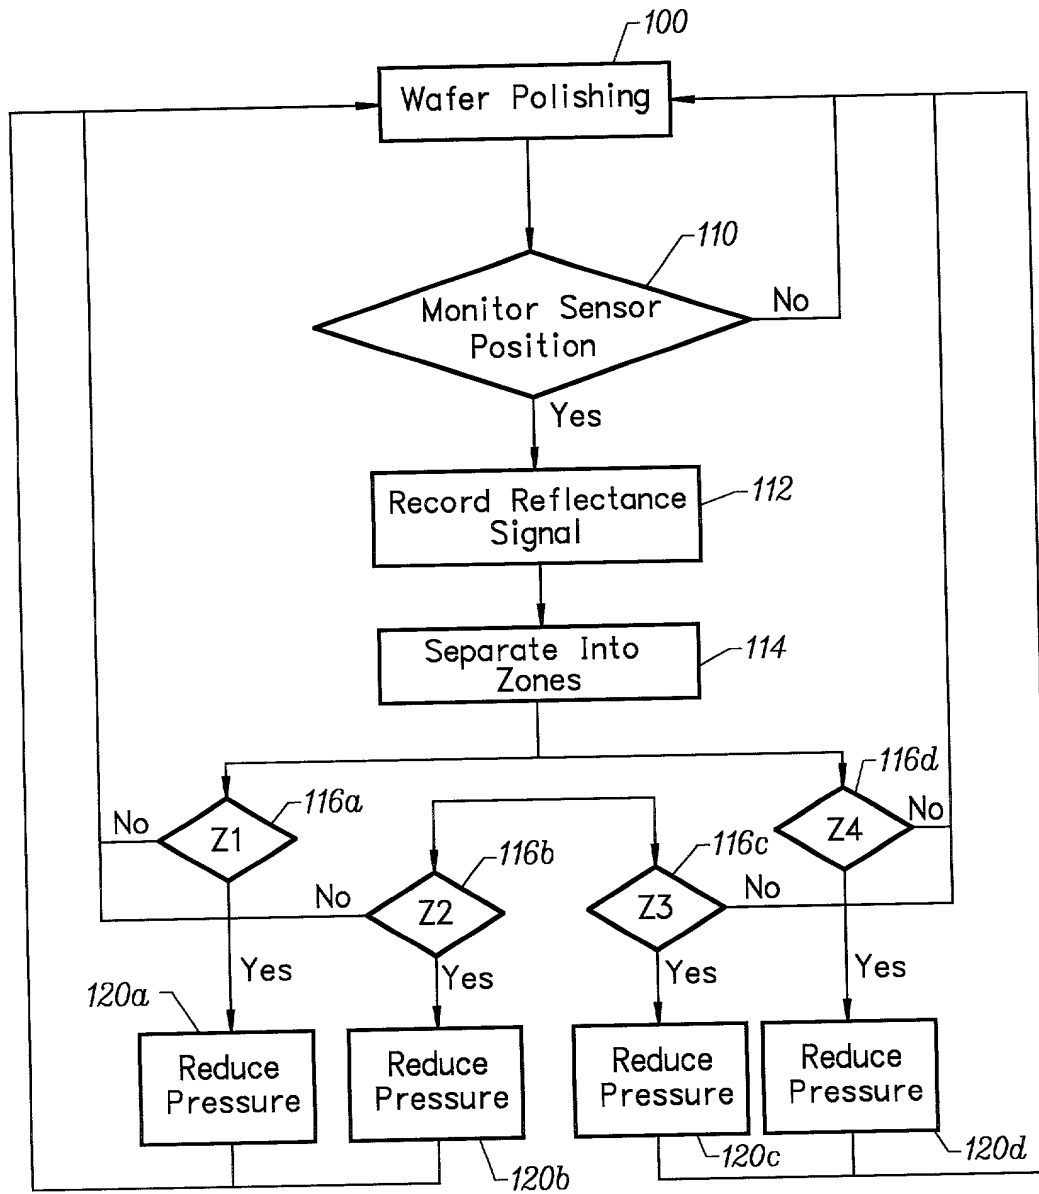 100
Wafer Polishing
110
Monitor Sensor
Position
No
Yes
Record Reflectance
Signal
112
Separate Into
Zones
114
116a
No
Z1
116b
No
Z2
116c
Z3
No
116d
Z4
No
Yes
Yes
Yes
Yes
120a
Reduce
Pressure
Reduce
Pressure
Reduce
Pressure
Reduce
Pressure
120b
120c
120d